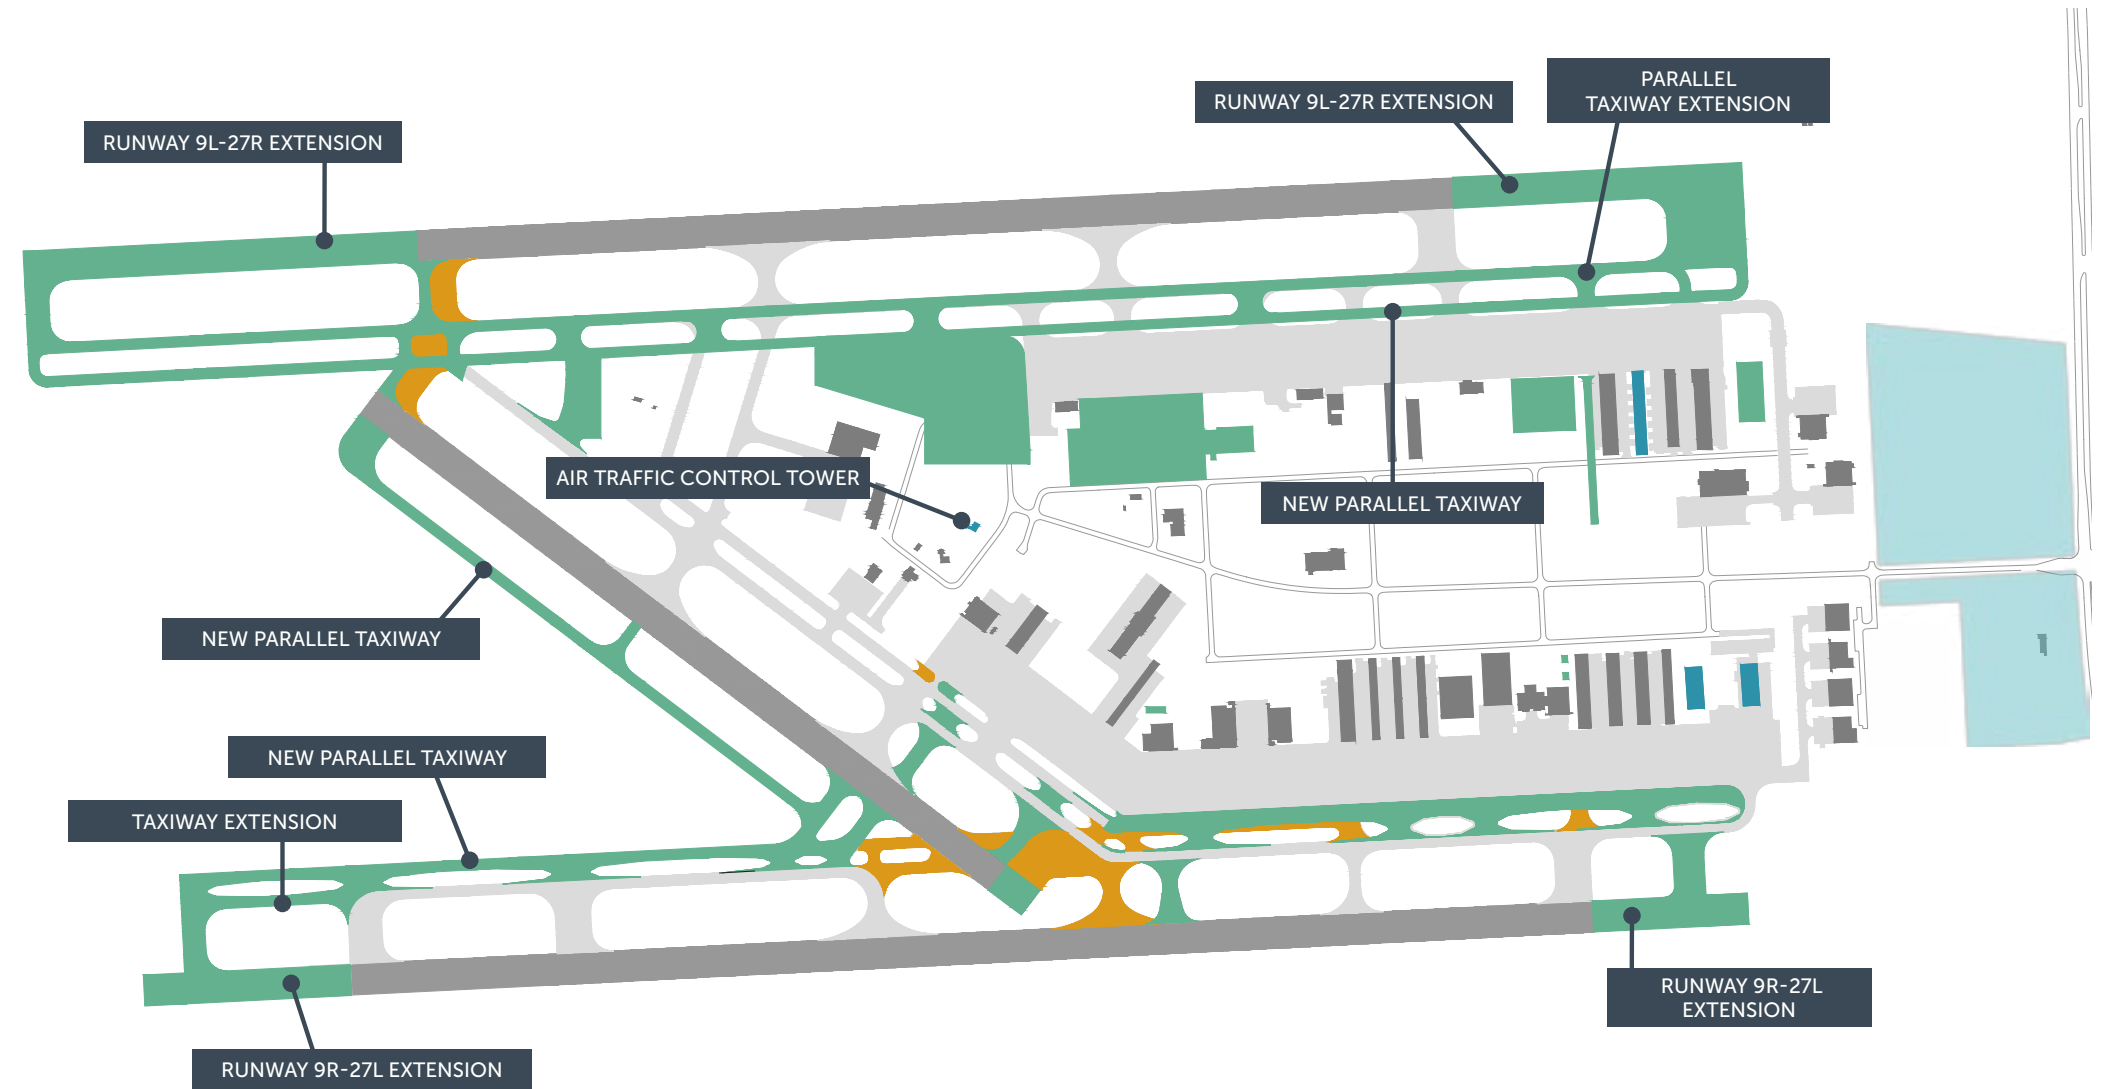 PARALLEL
TAXIWAY EXTENSION
RUNWAY 9L-27R EXTENSION
RUNWAY 9L-27R EXTENSION
AIR TRAFFIC CONTROL TOWER
NEW PARALLEL TAXIWAY
NEW PARALLEL TAXIWAY
NEW PARALLEL TAXIWAY
TAXIWAY EXTENSION
RUNWAY 9R-27L
EXTENSION
RUNWAY 9R-27L EXTENSION